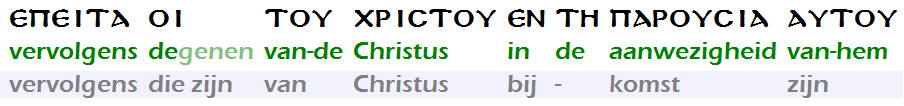 ΕΠΕΙΤΑ ΟΙ ΤΟΥ ΧΡΙϹΤΟΥ ΕΝ ΤΗ ΠΑΡΟΥϹΙΑ ΑΥΤΟΥ
vervolgens degenen van-de Christus in de aanwezigheid van-hem
vervolgens die zijn van Christus bij - komst zijn